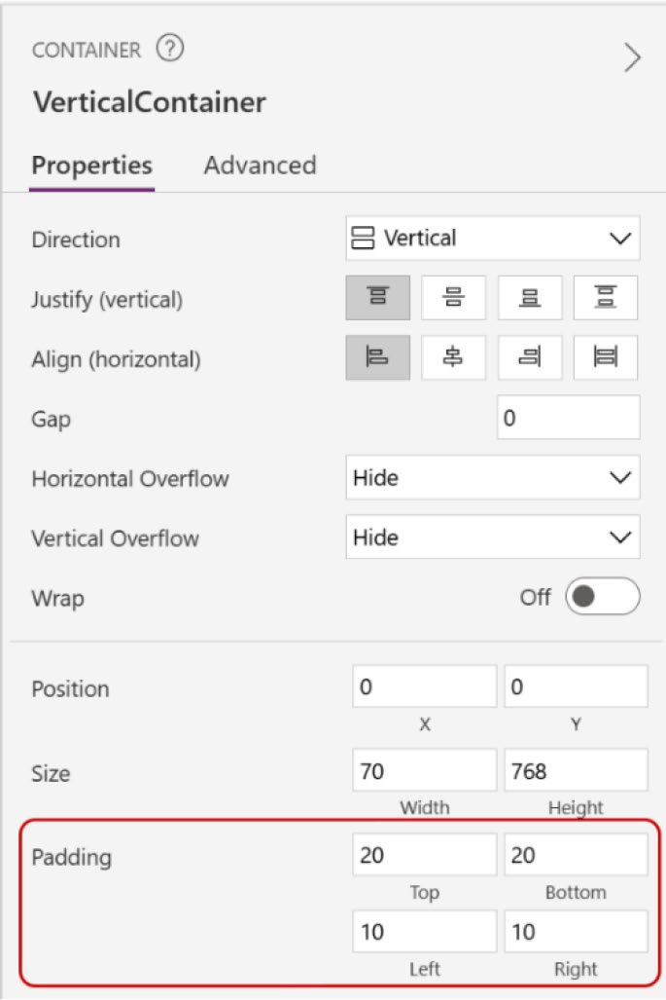 CONTAINER ?
VerticalContainer
Properties Advanced
Direction Vertical
Justify (vertical)
Align (horizontal)
Gap 0
Horizontal Overflow Hide
Vertical Overflow Hide
Wrap Off
Position 0 0
X Y
Size 70 768
Width Height
Padding 20 20
Top Bottom
10 10
Left Right